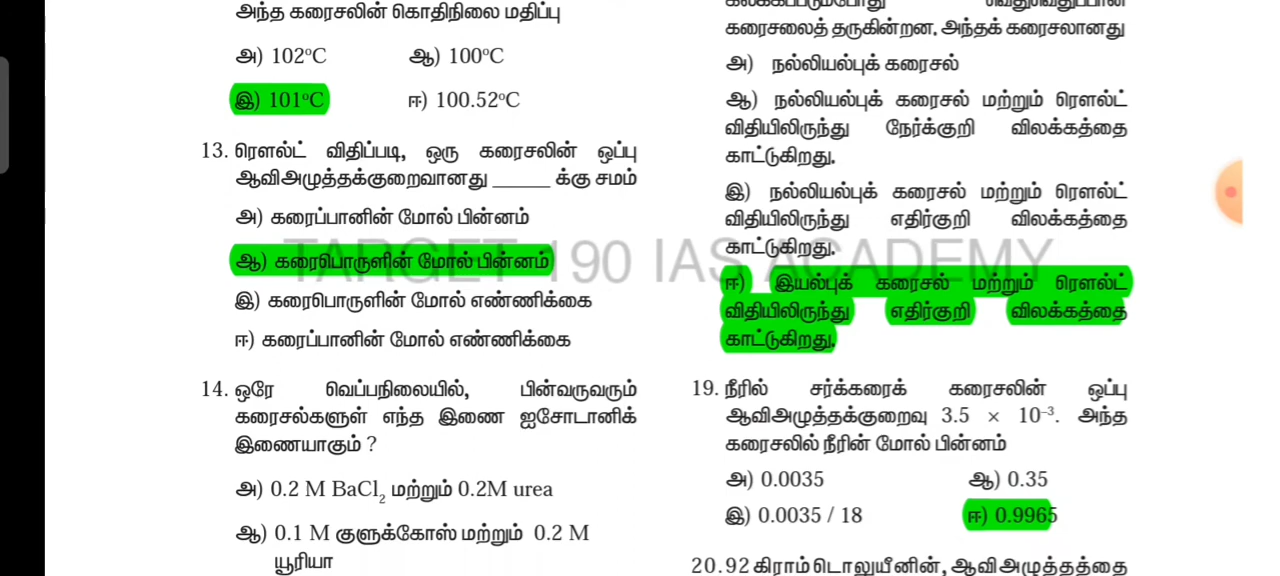 அந்த கரைசலின் கொதிநிலை மதிப்பு
அ) 102°C ஆ) 100°C
இ) 101°C ஈ) 100.52°C
13. ரௌல்ட் விதிப்படி, ஒரு கரைசலின் ஒப்பு
ஆவிஅழுத்தக்குறைவானது _____ க்கு சமம்
அ) கரைப்பானின் மோல் பின்னம்
ஆ) கரைபொருளின் மோல் பின்னம்
இ) கரைபொருளின் மோல் எண்ணிக்கை
ஈ) கரைப்பானின் மோல் எண்ணிக்கை
14. ஒரே வெப்பநிலையில், பின்வருவரும்
கரைசல்களுள் எந்த இணை ஐசோடானிக்
இணையாகும் ?
அ) 0.2 M BaCl₂ மற்றும் 0.2M urea
ஆ) 0.1 M குளுக்கோஸ் மற்றும் 0.2 M
யூரியா
கரைசலைத் தருகின்றன. அந்தக் கரைசலானது
அ) நல்லியல்புக் கரைசல்
ஆ) நல்லியல்புக் கரைசல் மற்றும் ரௌல்ட்
விதியிலிருந்து நேர்க்குறி விலக்கத்தை
காட்டுகிறது.
இ) நல்லியல்புக் கரைசல் மற்றும் ரௌல்ட்
விதியிலிருந்து எதிர்குறி விலக்கத்தை
காட்டுகிறது.
ஈ) இயல்புக் கரைசல் மற்றும் ரௌல்ட்
விதியிலிருந்து எதிர்குறி விலக்கத்தை
காட்டுகிறது.
19. நீரில் சர்க்கரைக் கரைசலின் ஒப்பு
ஆவிஅழுத்தக்குறைவு 3.5 × 10⁻³. அந்த
கரைசலில் நீரின் மோல் பின்னம்
அ) 0.0035 ஆ) 0.35
இ) 0.0035 / 18 ஈ) 0.9965
20. 92 கிராம் டொலுயீனின், ஆவிஅழுத்தத்தை
TARGET 190 IAS ACADEMY